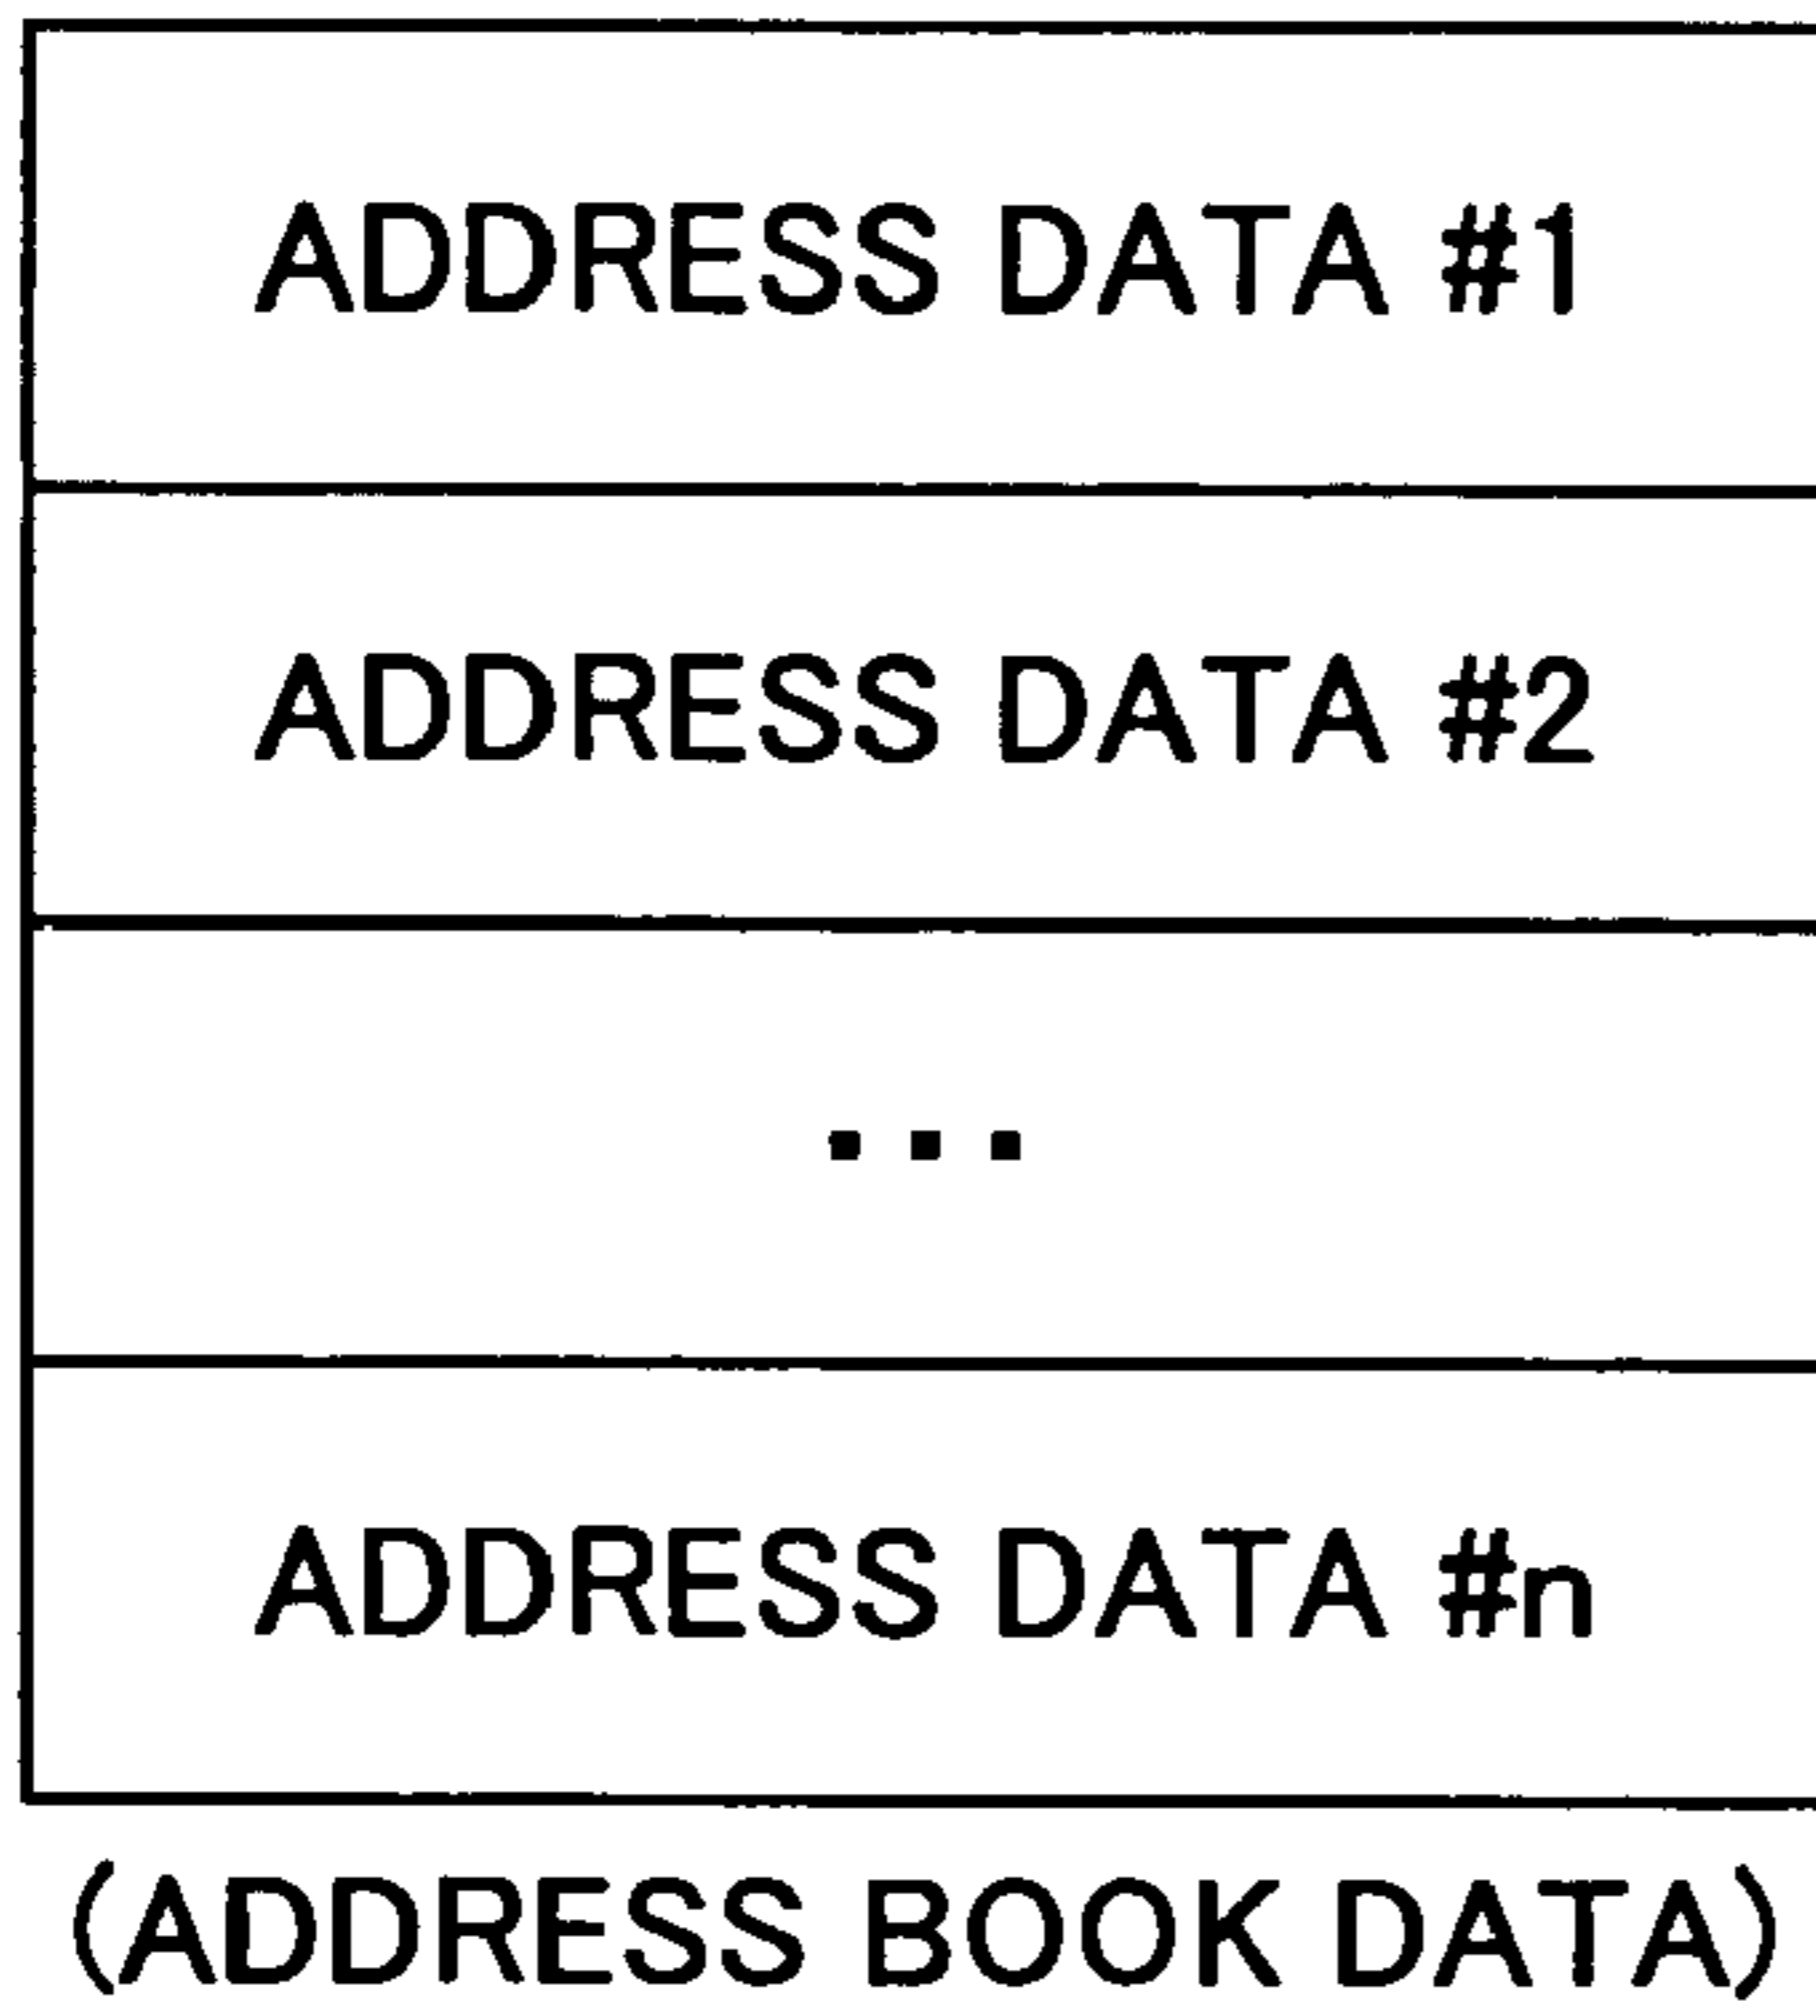 ADDRESS DATA #1
ADDRESS DATA #2
...
ADDRESS DATA #n
(ADDRESS BOOK DATA)